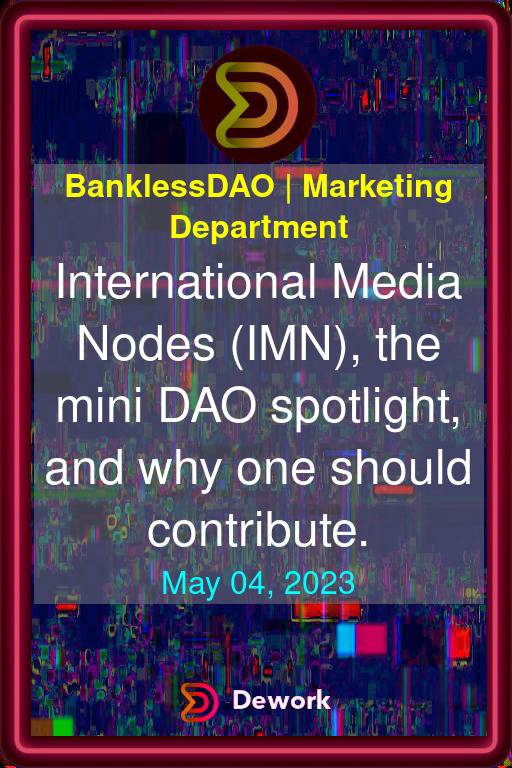 BanklessDAO | Marketing
Department
International Media
Nodes (IMN), the
mini DAO spotlight,
and why one should
contribute.
May 04, 2023
Dework